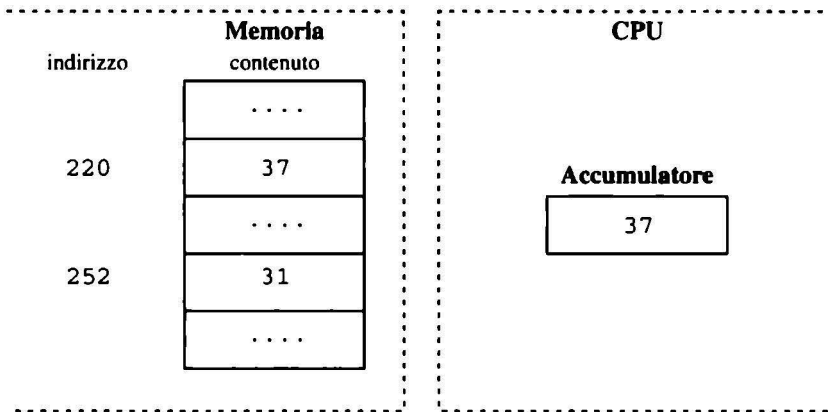 Memoria
CPU
indirizzo contenuto
. . . .
220 37
Accumulatore
37
. . . .
252 31
. . . .